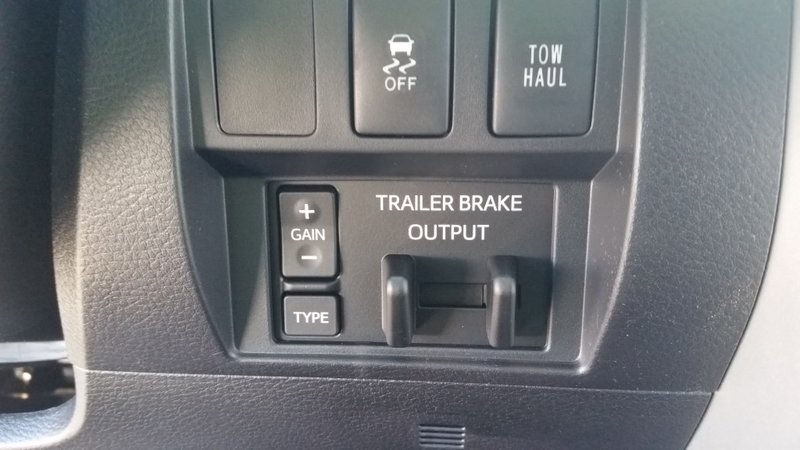 OFF
TOW
HAUL
+
GAIN
-
TYPE
TRAILER BRAKE
OUTPUT